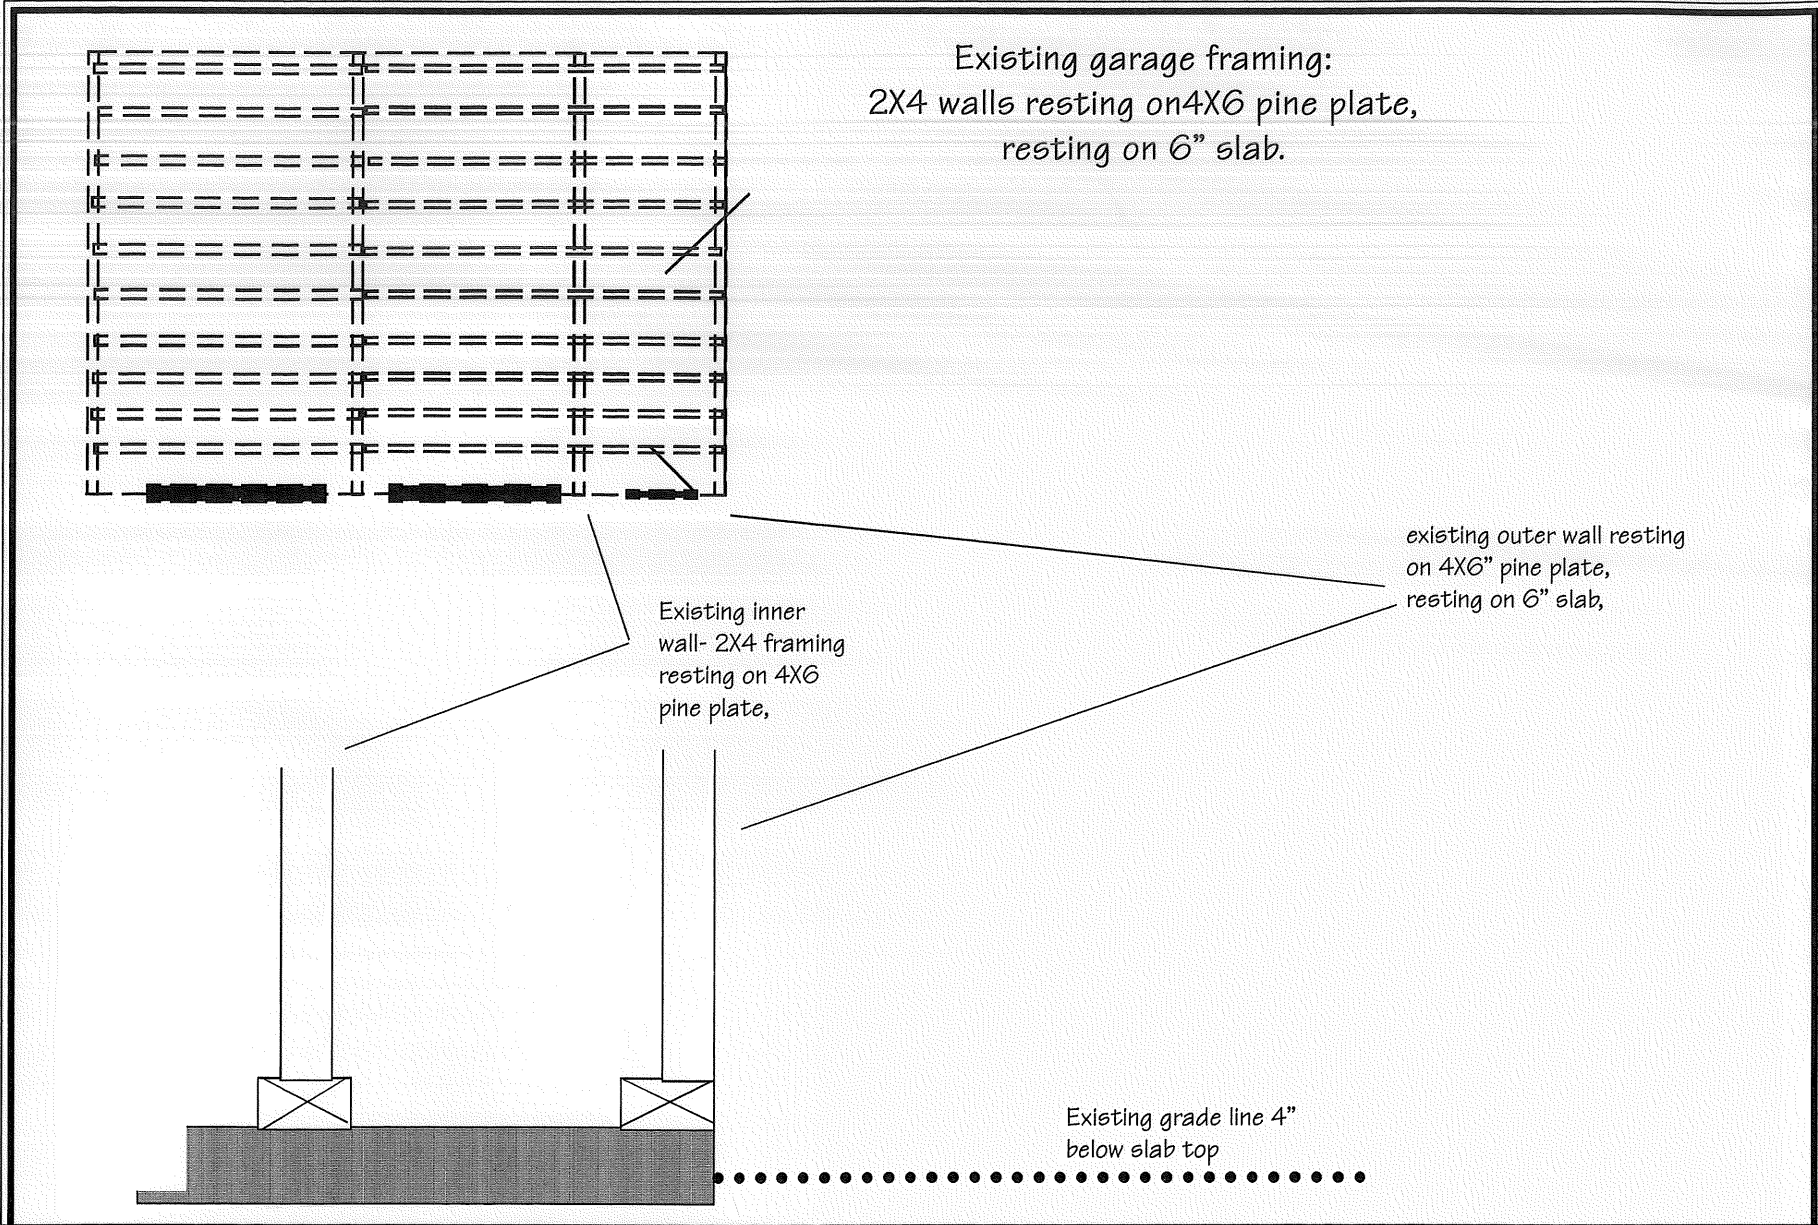 Existing garage framing:
2X4 walls resting on4X6 pine plate,
resting on 6” slab.
existing outer wall resting
on 4X6” pine plate,
resting on 6” slab,
Existing inner
wall- 2X4 framing
resting on 4X6
pine plate,
Existing grade line 4”
below slab top